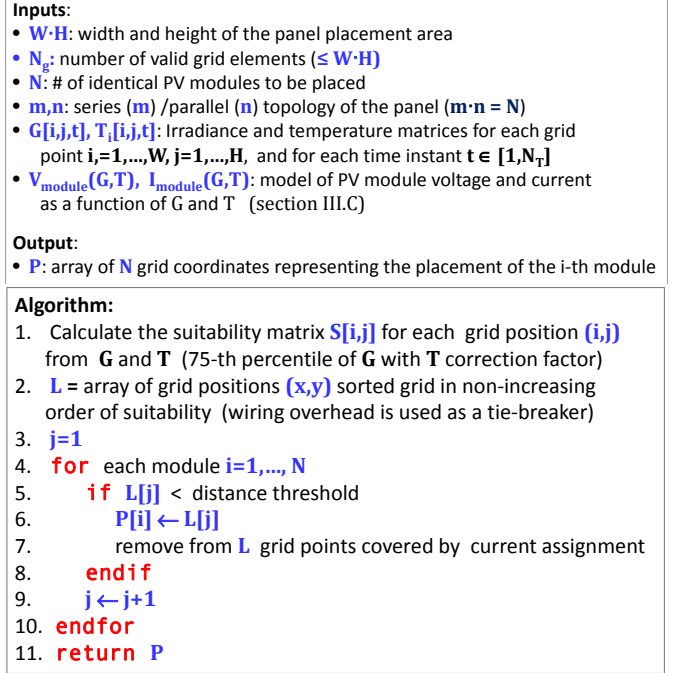 Inputs:
• W·H: width and height of the panel placement area
• Ng: number of valid grid elements (≤ W·H)
• N: # of identical PV modules to be placed
• m,n: series (m) /parallel (n) topology of the panel (m·n = N)
• G[i,j,t], Ti[i,j,t]: Irradiance and temperature matrices for each grid
point i,=1,...,W, j=1,...,H, and for each time instant t ∈ [1,NT]
• Vmodule(G,T), Imodule(G,T): model of PV module voltage and current
as a function of G and T (section III.C)
Output:
• P: array of N grid coordinates representing the placement of the i-th module
Algorithm:
1. Calculate the suitability matrix S[i,j] for each grid position (i,j)
from G and T (75-th percentile of G with T correction factor)
2. L = array of grid positions (x,y) sorted grid in non-increasing
order of suitability (wiring overhead is used as a tie-breaker)
3. j=1
4. for each module i=1,..., N
5. if L[j] < distance threshold
6. P[i] ← L[j]
7. remove from L grid points covered by current assignment
8. endif
9. j ← j+1
10. endfor
11. return P